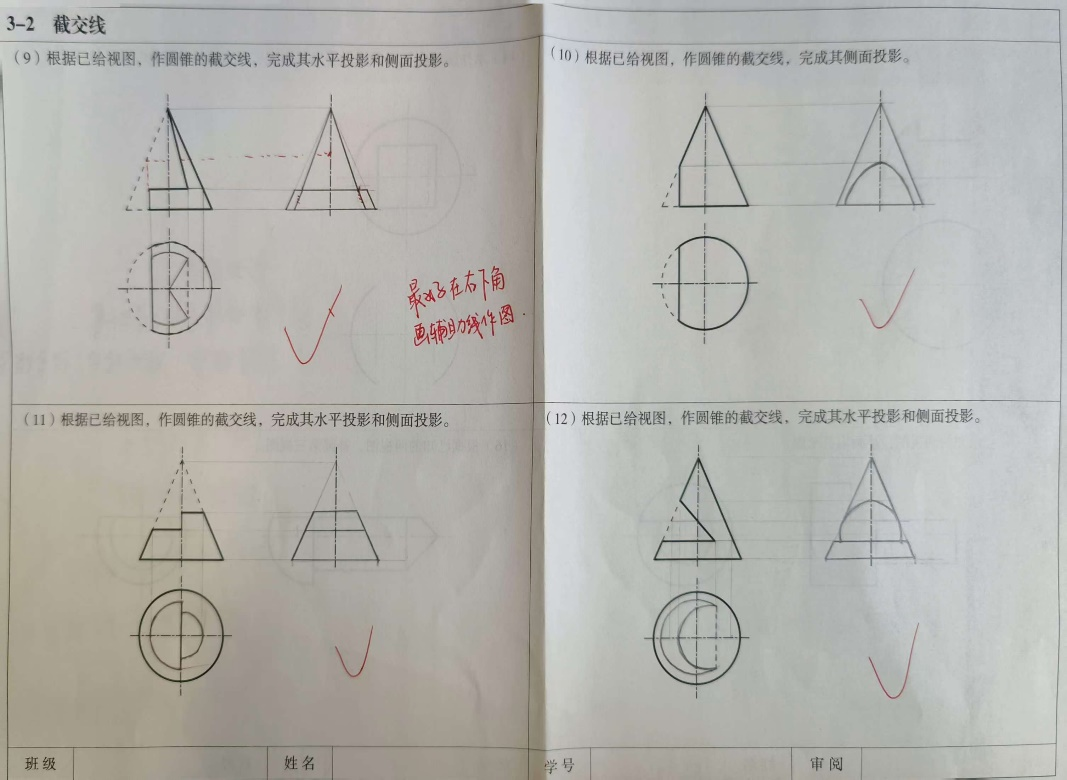 3-2 截交线
(9)根据已给视图，作圆锥的截交线、完成其水平投影和侧面投影。
(10)根据已给视图，作圆锥的截交线，完成其侧面投影。
最好在右下角
画辅助线作图.
(11)根据已给视图，作圆锥的截交线，完成其水平投影和侧面投影。
(12)根据已给视图，作圆锥的截交线、完成其水平投影和侧面投影。
班级
姓名
学号
审阅